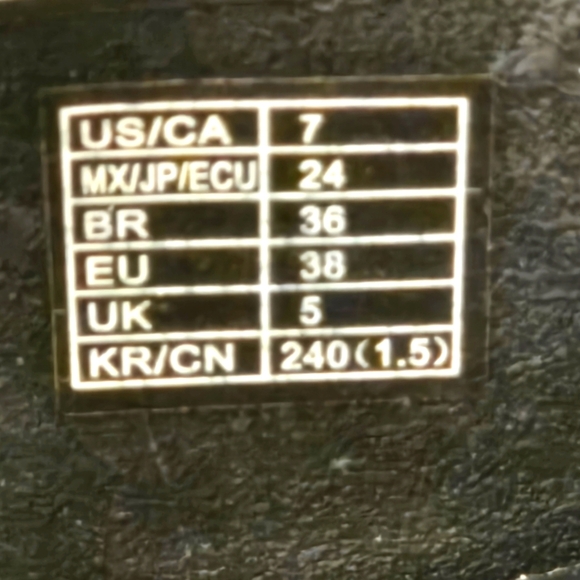 US/CA 7
MX/JP/ECU 24
BR 36
EU 38
UK 5
KR/CN 240(1.5)